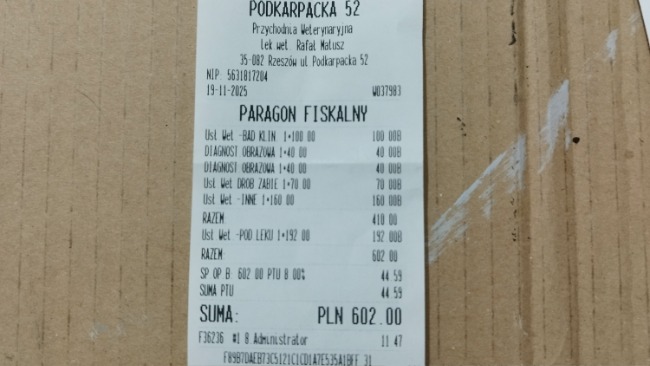 PODKARPACKA 52
Przychodnia Weterynaryjna
lek wet. Rafał Matusz
35-082 Rzeszów ul Podkarpacka 52
NIP: 5631817204
19-11-2025 W037983
PARAGON FISKALNY
Usł Wet -BAD KLIN 1*100 00 100 00B
DIAGNOST OBRAZOWA 1*40 00 40 00B
DIAGNOST OBRAZOWA 1*40 00 40 00B
Usł Wet DROB ZABIE 1*70 00 70 00B
Usł Wet -INNE 1*160 00 160 00B
RAZEM: 410 00
Usł Wet -POD LEKU 1*192 00 192 00B
RAZEM: 602 00
SP OP B: 602 00 PTU 8 00% 44 59
SUMA PTU 44 59
SUMA: PLN 602.00
F36236 #1 8 Administrator 11 47